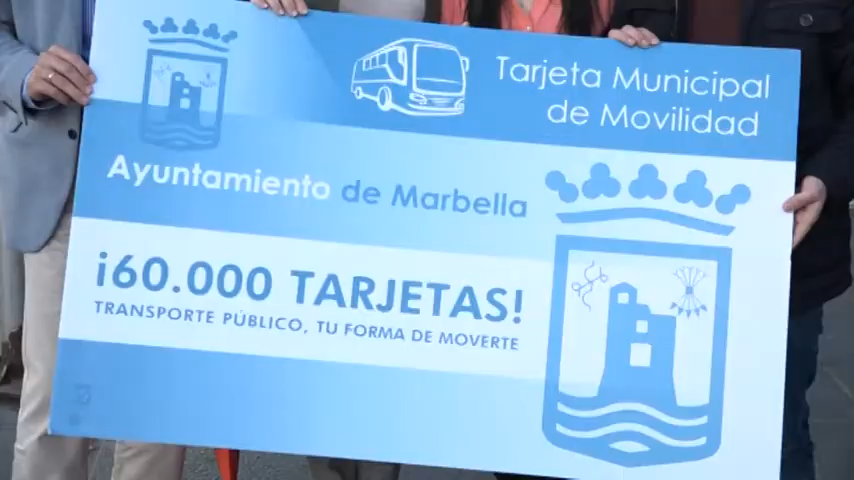 Tarjeta Municipal
de Movilidad
Ayuntamiento de Marbella
¡60.000 TARJETAS!
TRANSPORTE PÚBLICO, TU FORMA DE MOVERTE